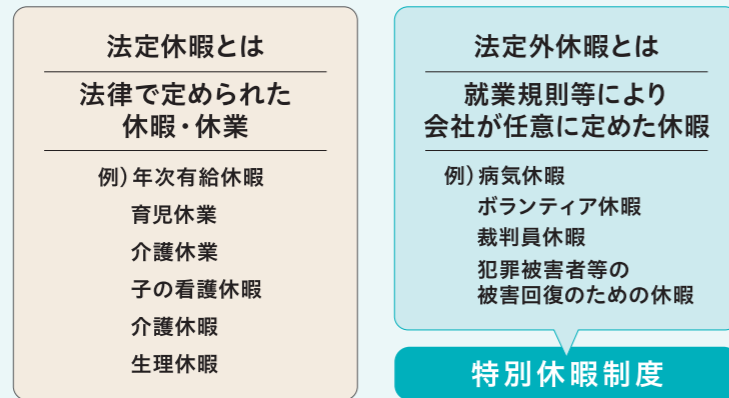 法定休暇とは
法律で定められた
休暇・休業
例）年次有給休暇
育児休業
介護休業
子の看護休暇
介護休暇
生理休暇
法定外休暇とは
就業規則等により
会社が任意に定めた休暇
例）病気休暇
ボランティア休暇
裁判員休暇
犯罪被害者等の
被害回復のための休暇
特別休暇制度